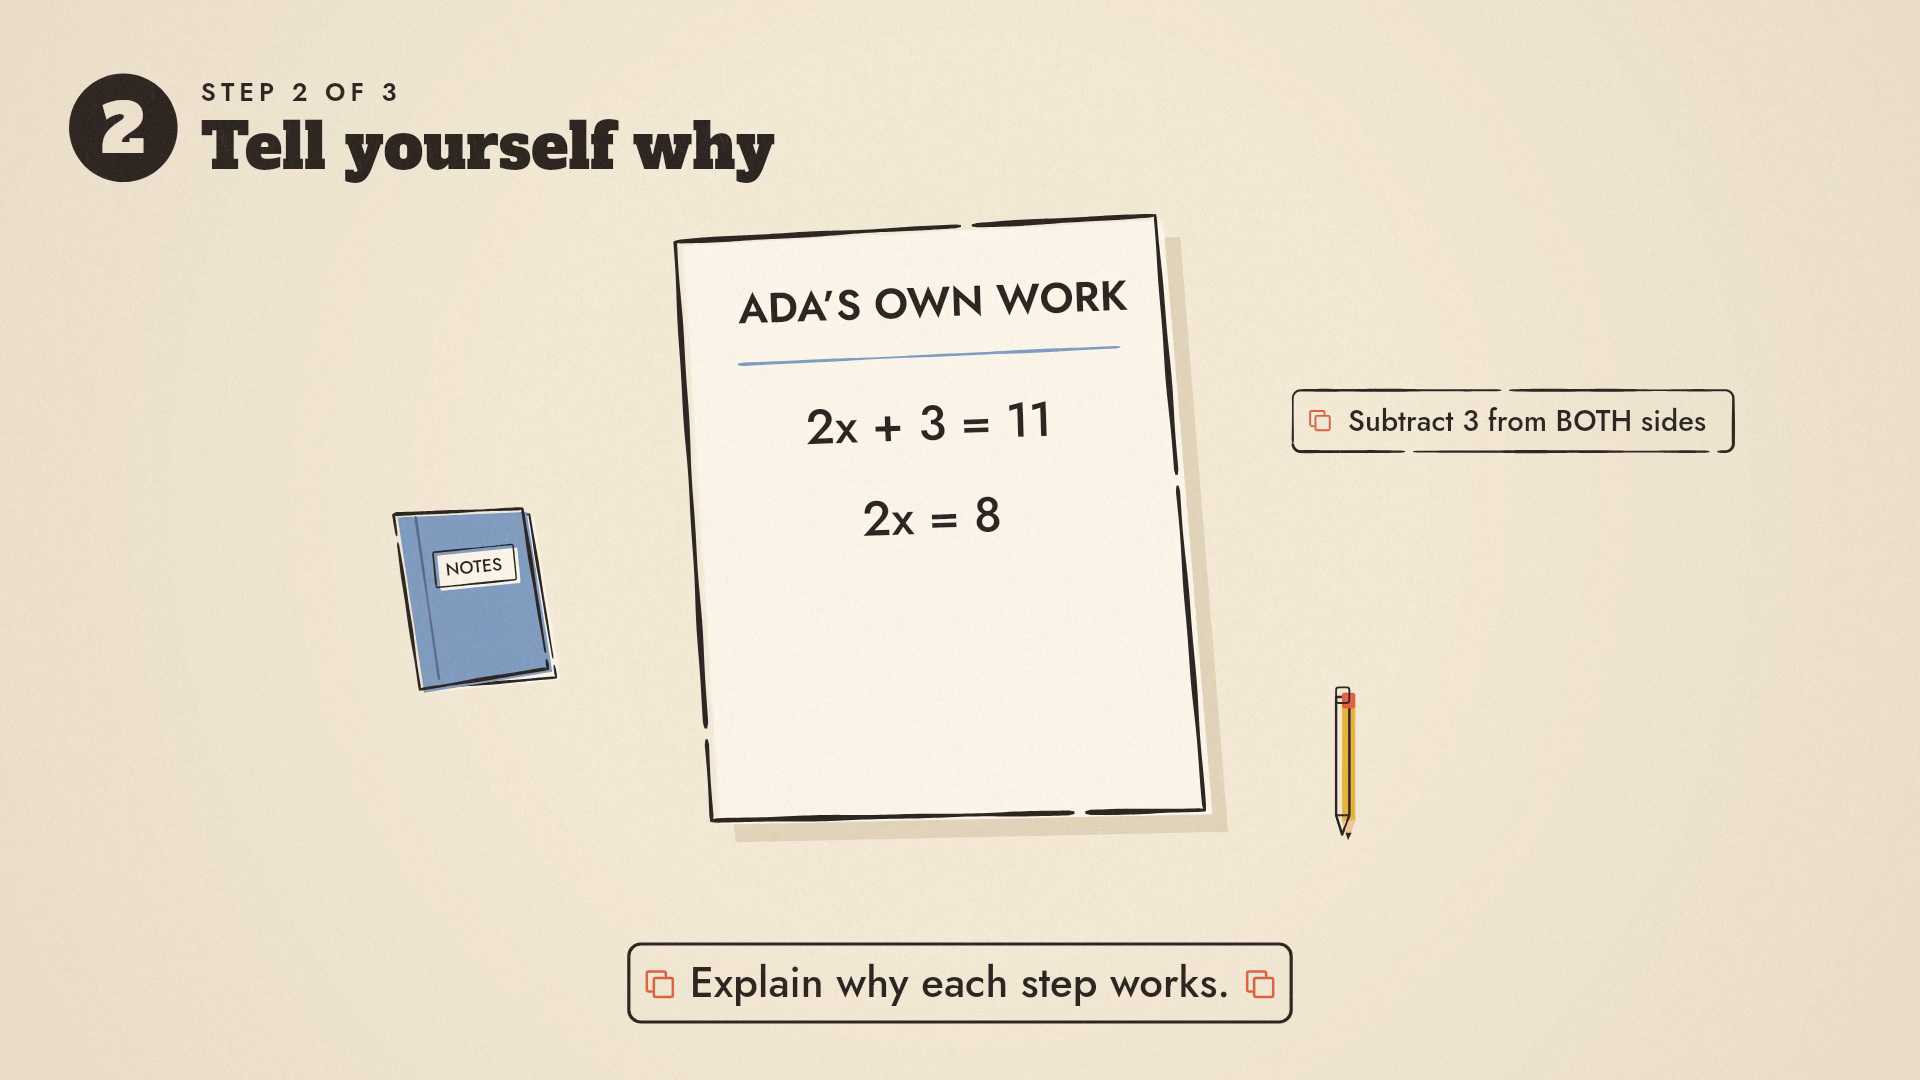 2
STEP 2 OF 3
Tell yourself why
ADA'S OWN WORK
2x + 3 = 11
2x = 8
Subtract 3 from BOTH sides
NOTES
Explain why each step works.